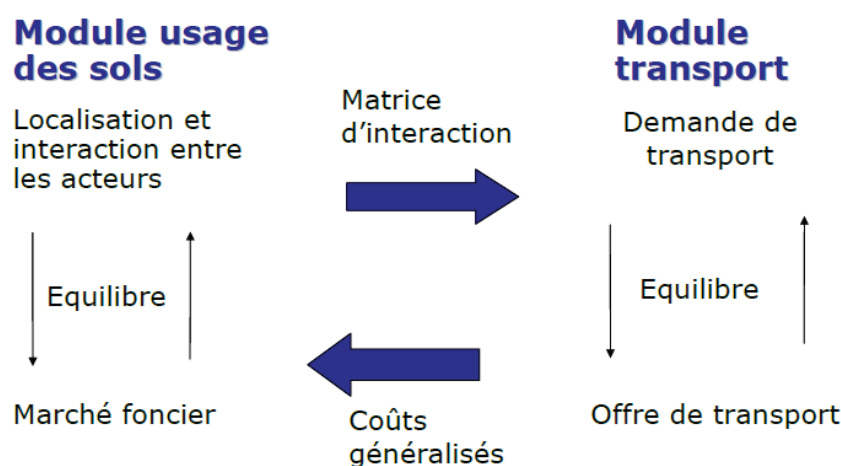 Module usage
des sols
Localisation et
interaction entre
les acteurs
Equilibre
Marché foncier
Matrice
d’interaction
Coûts
généralisés
Module
transport
Demande de
transport
Equilibre
Offre de transport